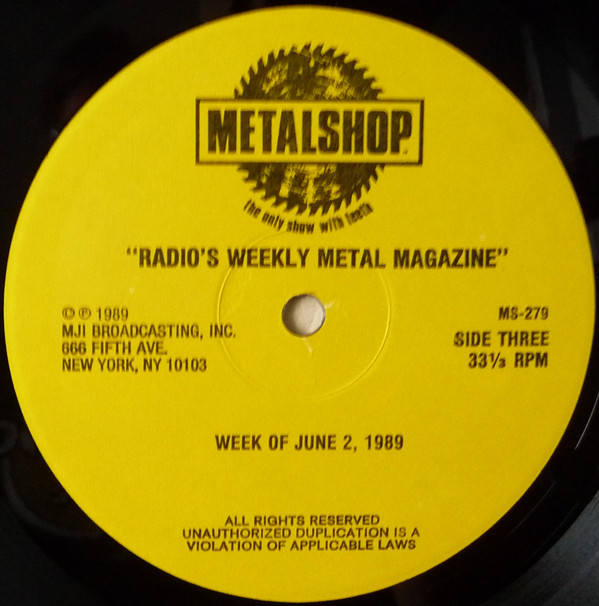 METALSHOP
the only show with teeth
"RADIO'S WEEKLY METAL MAGAZINE"
© ℗ 1989
MJI BROADCASTING, INC.
666 FIFTH AVE.
NEW YORK, NY 10103
MS-279
SIDE THREE
33⅓ RPM
WEEK OF JUNE 2, 1989
ALL RIGHTS RESERVED
UNAUTHORIZED DUPLICATION IS A
VIOLATION OF APPLICABLE LAWS